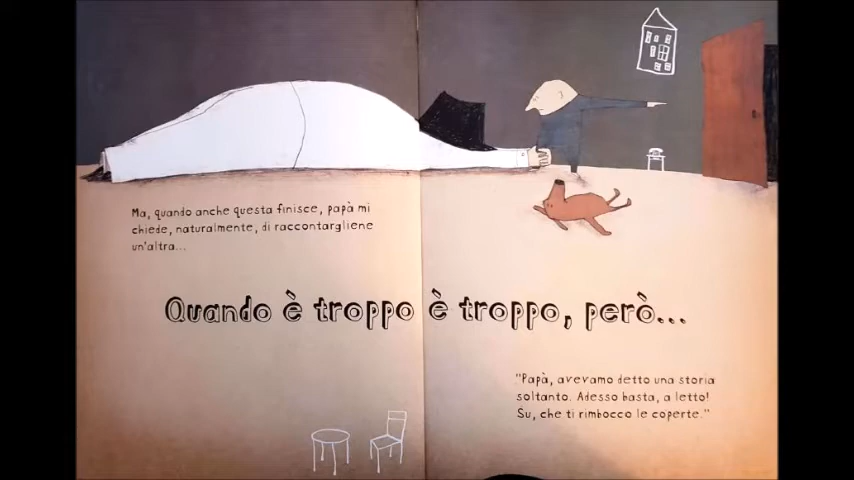 Ma, quando anche questa finisce, papà mi
chiede, naturalmente, di raccontargliene
un'altra...
Quando è troppo è troppo, però...
"Papà, avevamo detto una storia
soltanto. Adesso basta, a letto!
Su, che ti rimbocco le coperte."